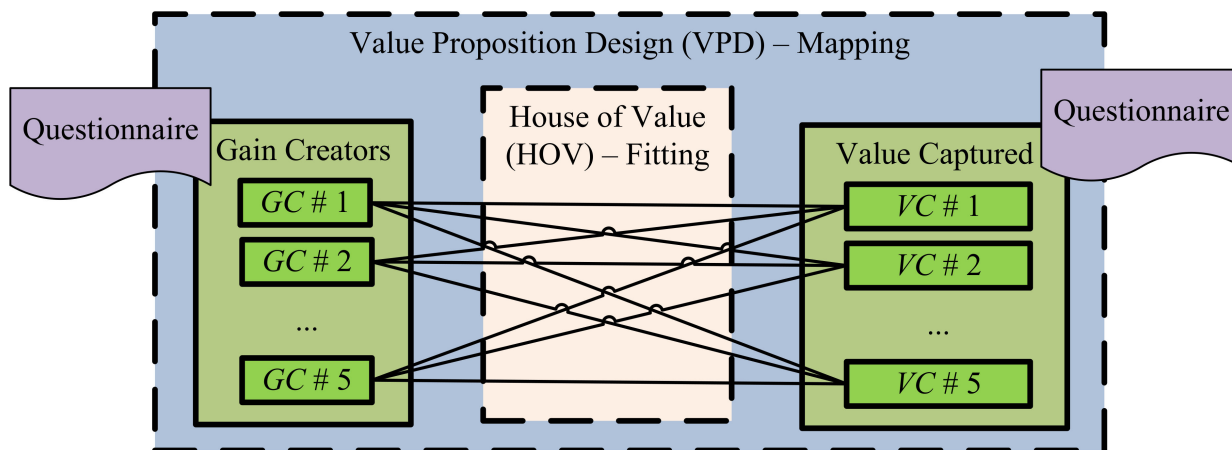 Value Proposition Design (VPD) – Mapping
Questionnaire
Questionnaire
House of Value
(HOV) – Fitting
Gain Creators
Value Captured
GC # 1
VC # 1
GC # 2
VC # 2
...
...
GC # 5
VC # 5